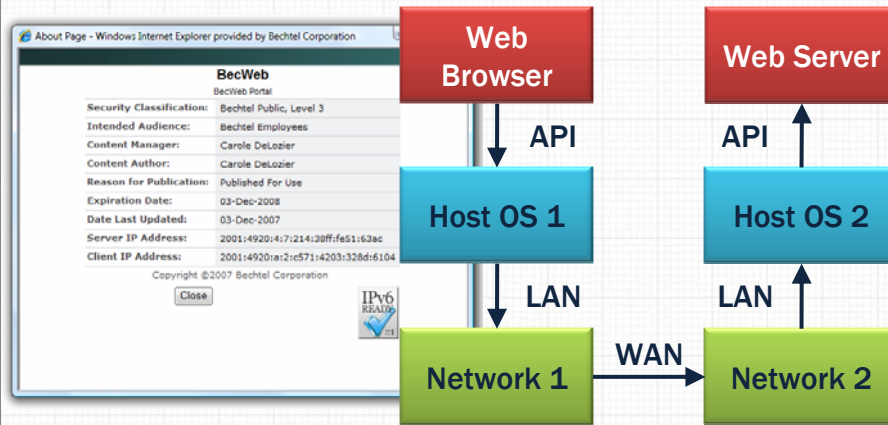 About Page - Windows Internet Explorer provided by Bechtel Corporation
BecWeb
BecWeb Portal
Security Classification: Bechtel Public, Level 3
Intended Audience: Bechtel Employees
Content Manager: Carole DeLozier
Content Author: Carole DeLozier
Reason for Publication: Published For Use
Expiration Date: 03-Dec-2008
Date Last Updated: 03-Dec-2007
Server IP Address: 2001:4920:4:7:214:38ff:fe51:63ac
Client IP Address: 2001:4920:a:2:c571:4203:328d:6104
Copyright ©2007 Bechtel Corporation
Close
IPv6
READY
Web
Browser
Web Server
API
API
Host OS 1
Host OS 2
LAN
LAN
Network 1
WAN
Network 2